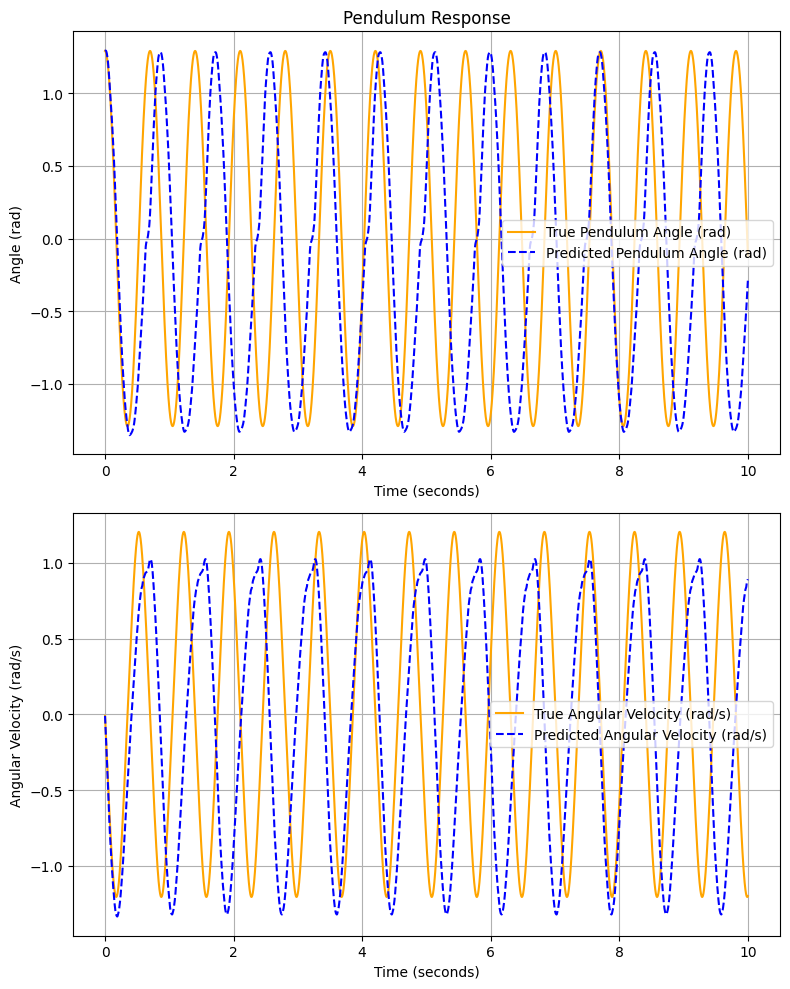 Pendulum Response
1.0
0.5
0.0
−0.5
−1.0
Angle (rad)
True Pendulum Angle (rad)
Predicted Pendulum Angle (rad)
0 2 4 6 8 10
Time (seconds)
1.0
0.5
0.0
−0.5
−1.0
Angular Velocity (rad/s)
True Angular Velocity (rad/s)
Predicted Angular Velocity (rad/s)
0 2 4 6 8 10
Time (seconds)